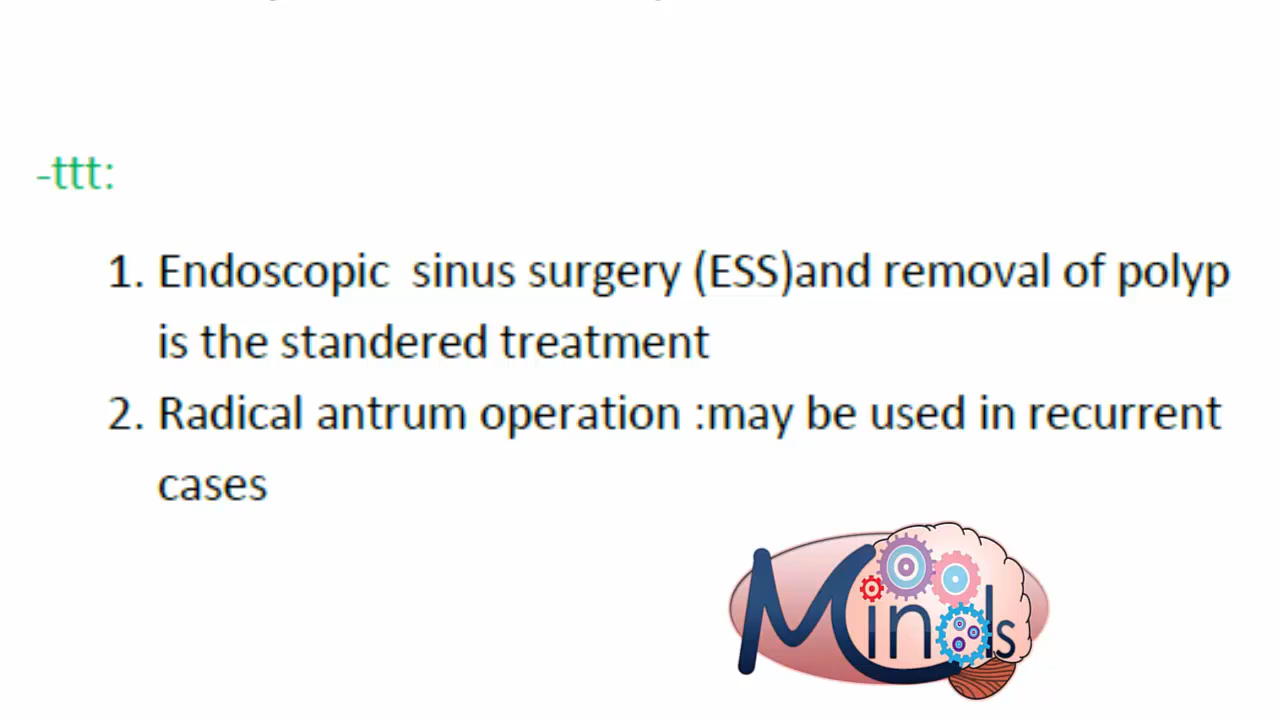 -ttt:
1. Endoscopic sinus surgery (ESS)and removal of polyp
is the standered treatment
2. Radical antrum operation :may be used in recurrent
cases
Minds